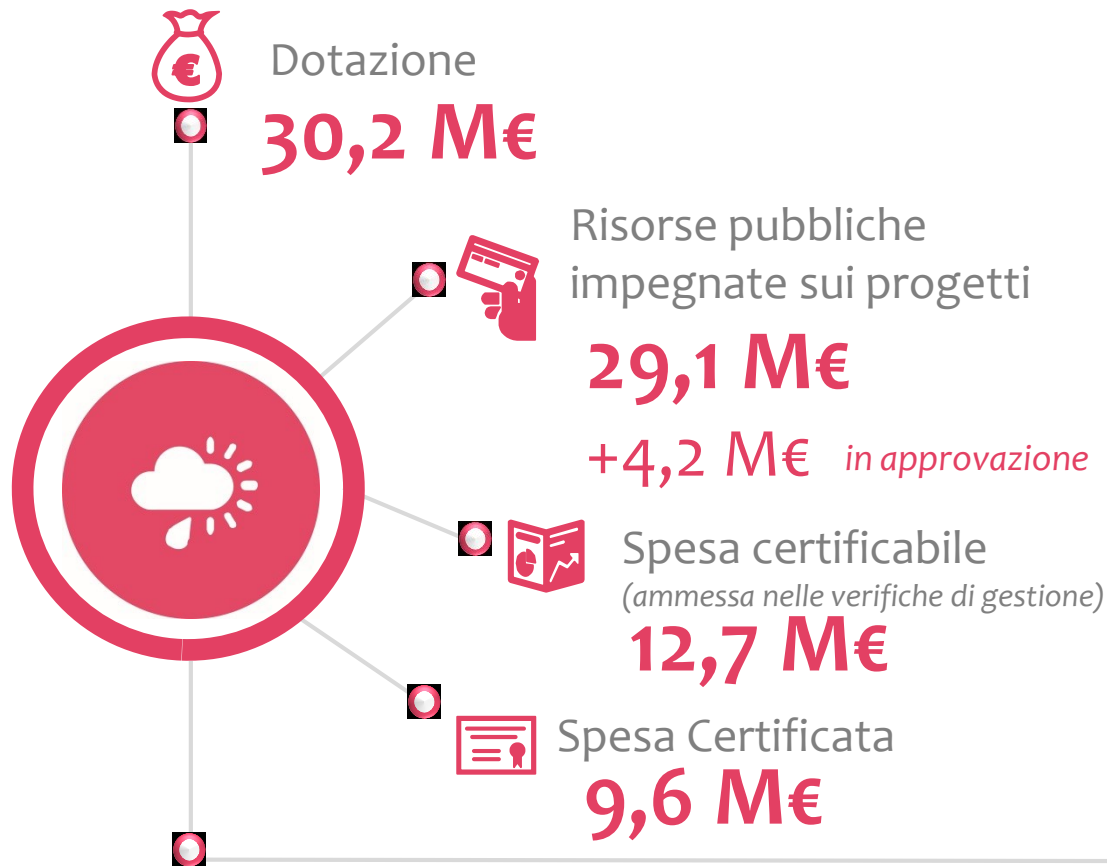 €
Dotazione
30,2 M€
Risorse pubbliche
impegnate sui progetti
29,1 M€
+4,2 M€ in approvazione
Spesa certificabile
(ammessa nelle verifiche di gestione)
12,7 M€
Spesa Certificata
9,6 M€